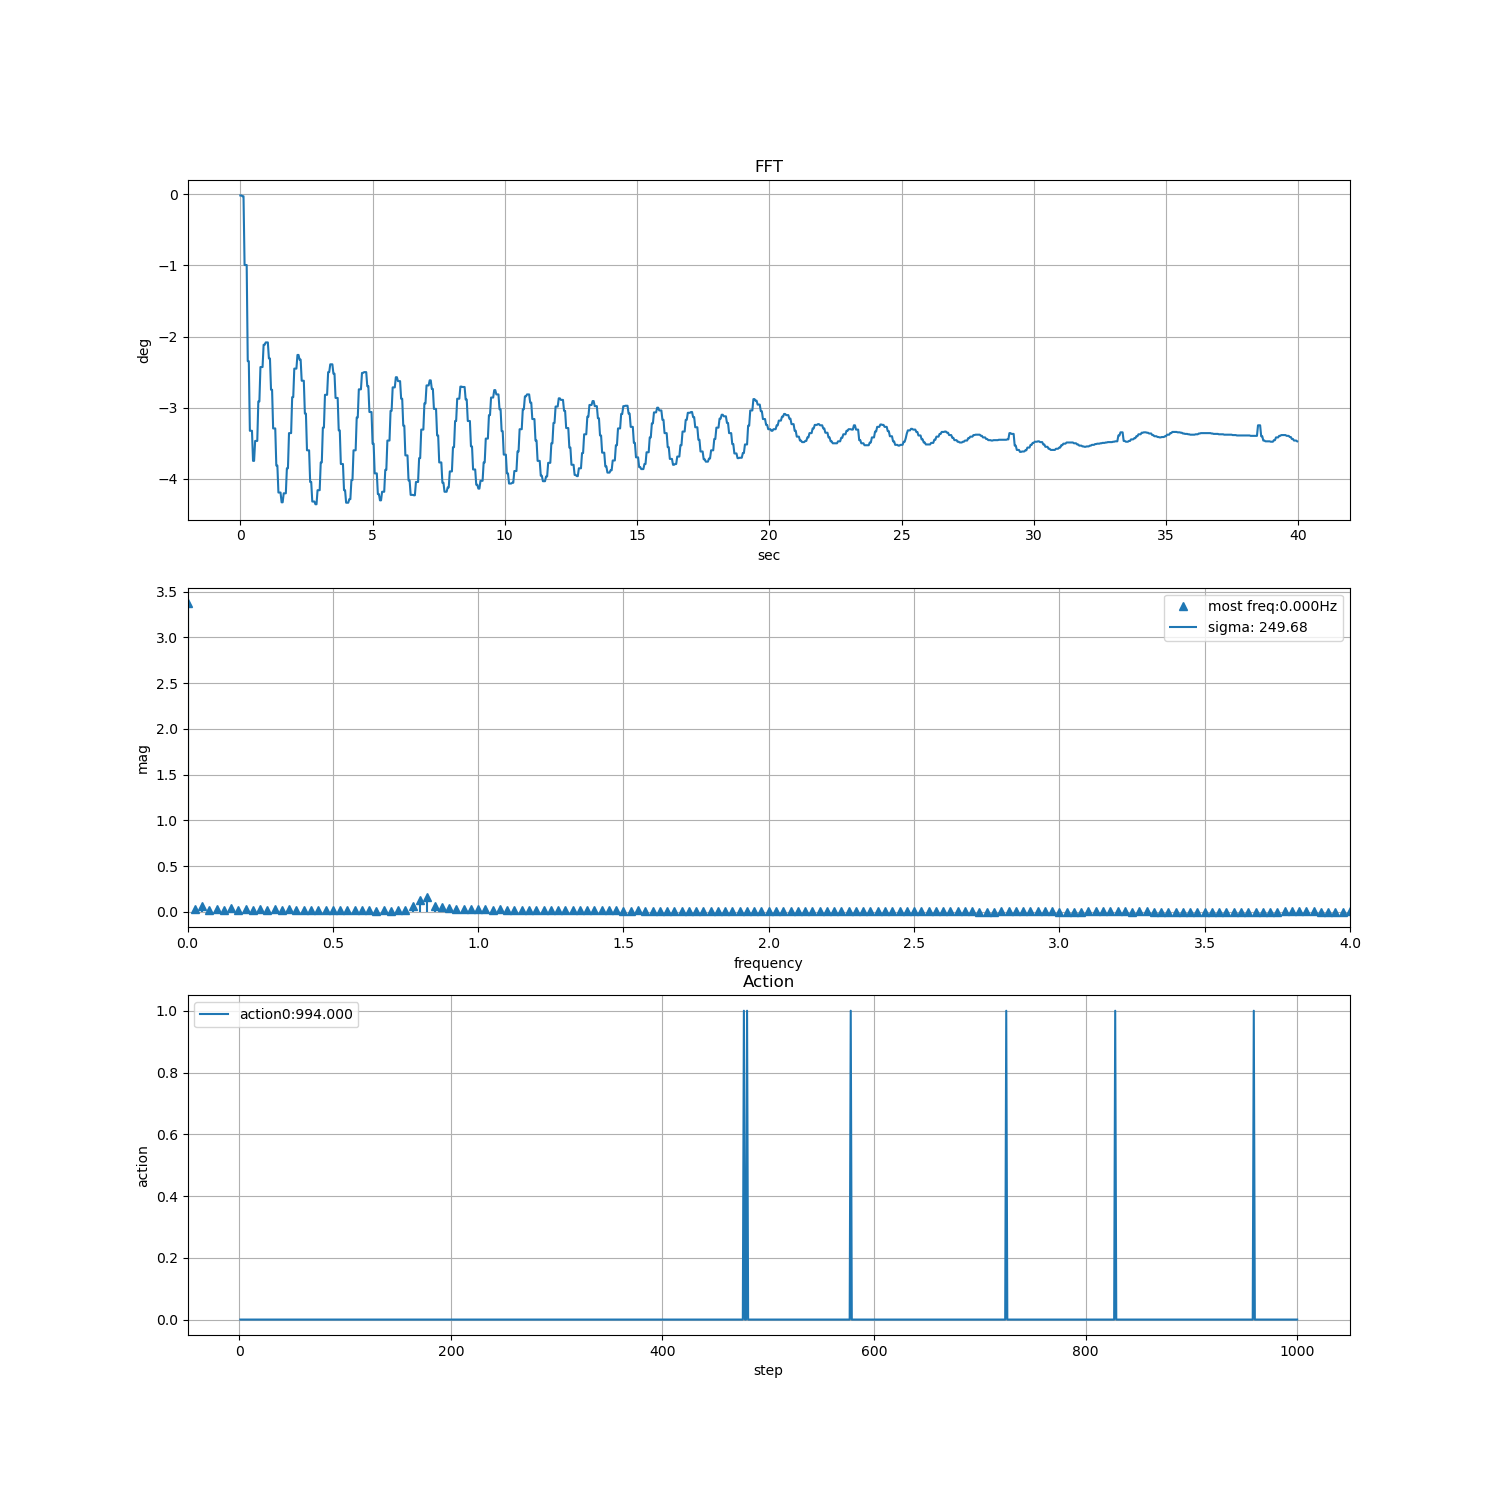 FFT
0
−1
−2
−3
−4
deg
0 5 10 15 20 25 30 35 40
sec
3.5
3.0
2.5
2.0
1.5
1.0
0.5
0.0
mag
most freq:0.000Hz
sigma: 249.68
0.0 0.5 1.0 1.5 2.0 2.5 3.0 3.5 4.0
frequency
Action
1.0
0.8
0.6
0.4
0.2
0.0
action
action0:994.000
0 200 400 600 800 1000
step